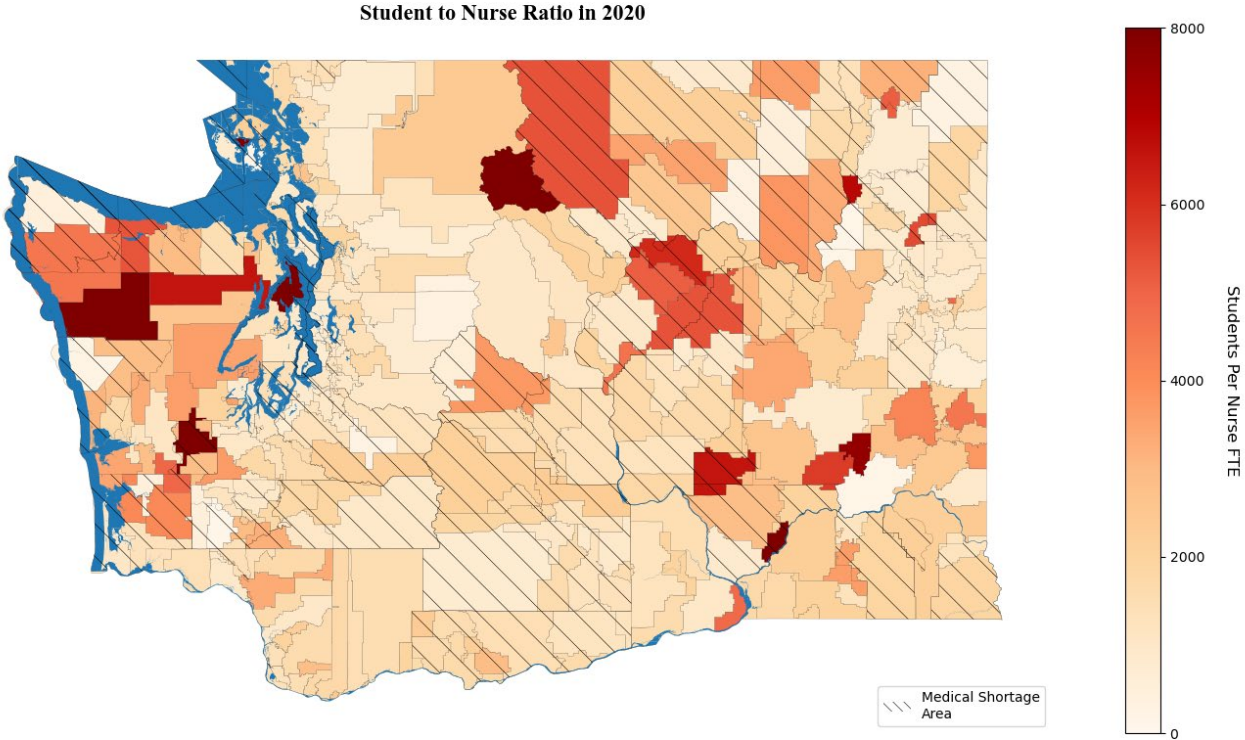 Student to Nurse Ratio in 2020
8000
6000
4000
2000
0
Students Per Nurse FTE
Medical Shortage
Area